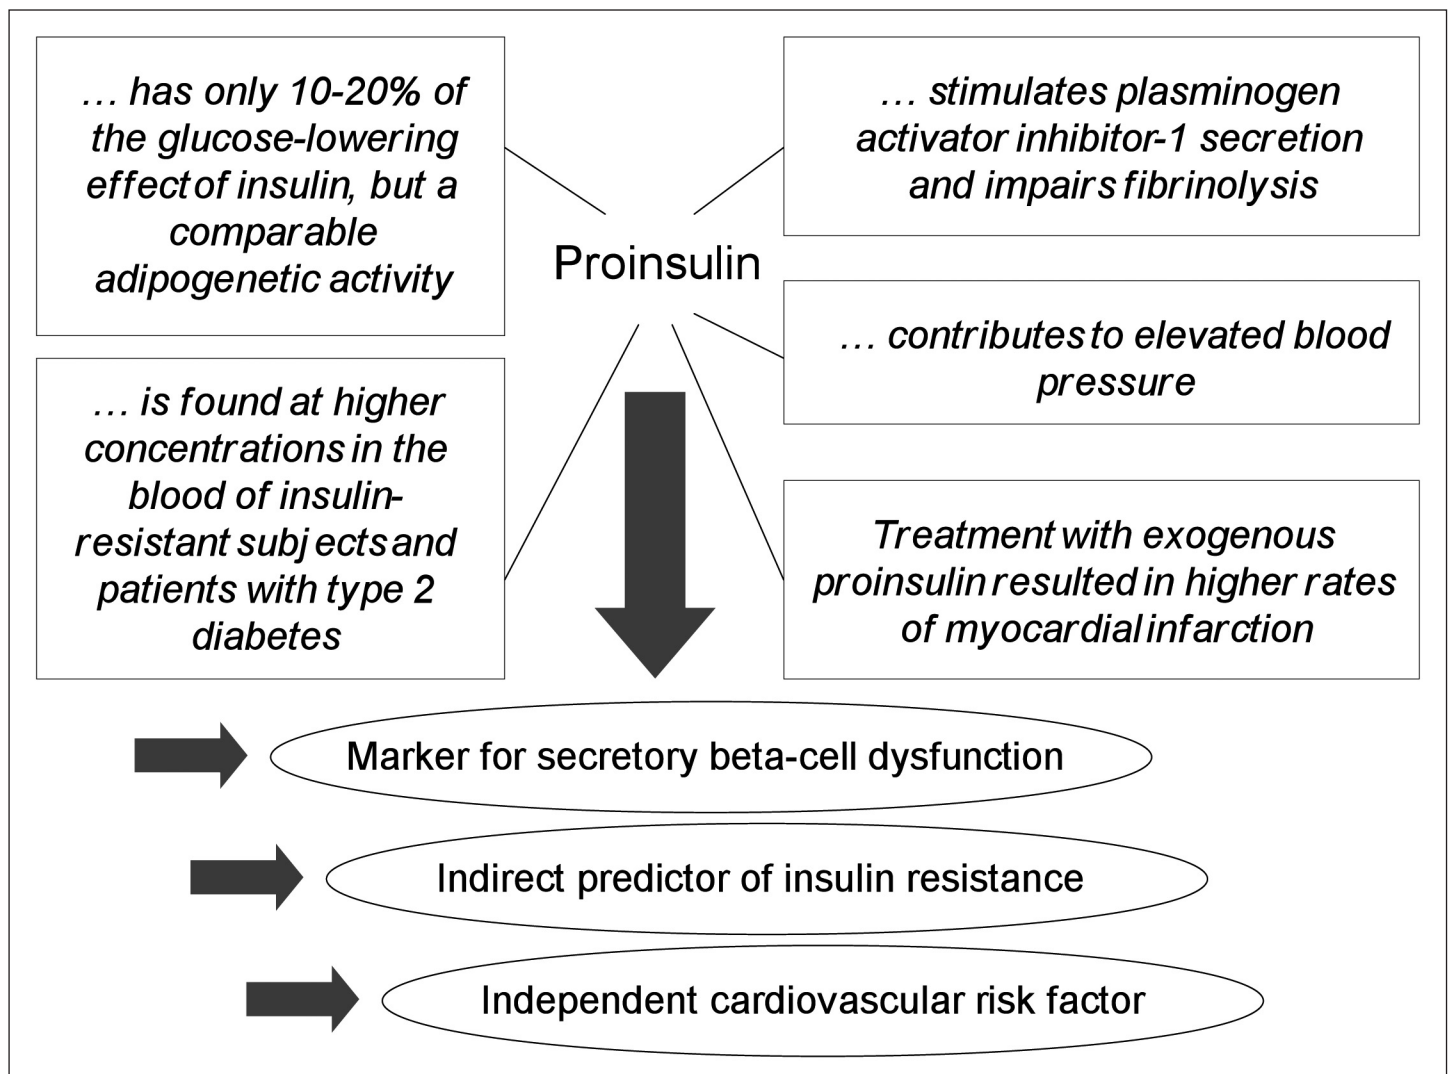 … has only 10-20% of
the glucose-lowering
effect of insulin, but a
comparable
adipogenetic activity
… stimulates plasminogen
activator inhibitor-1 secretion
and impairs fibrinolysis
Proinsulin
… contributes to elevated blood
pressure
… is found at higher
concentrations in the
blood of insulin-
resistant subjects and
patients with type 2
diabetes
Treatment with exogenous
proinsulin resulted in higher rates
of myocardial infarction
Marker for secretory beta-cell dysfunction
Indirect predictor of insulin resistance
Independent cardiovascular risk factor